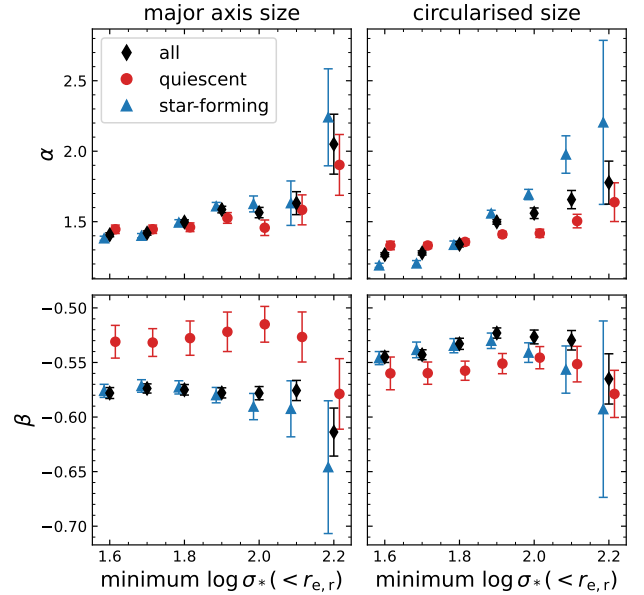 major axis size
circularised size
all
quiescent
star-forming
α
2.5
2.0
1.5
β
−0.50
−0.55
−0.60
−0.65
−0.70
1.6 1.8 2.0 2.2
1.6 1.8 2.0 2.2
minimum log σ*(< r_e,r)
minimum log σ*(< r_e,r)